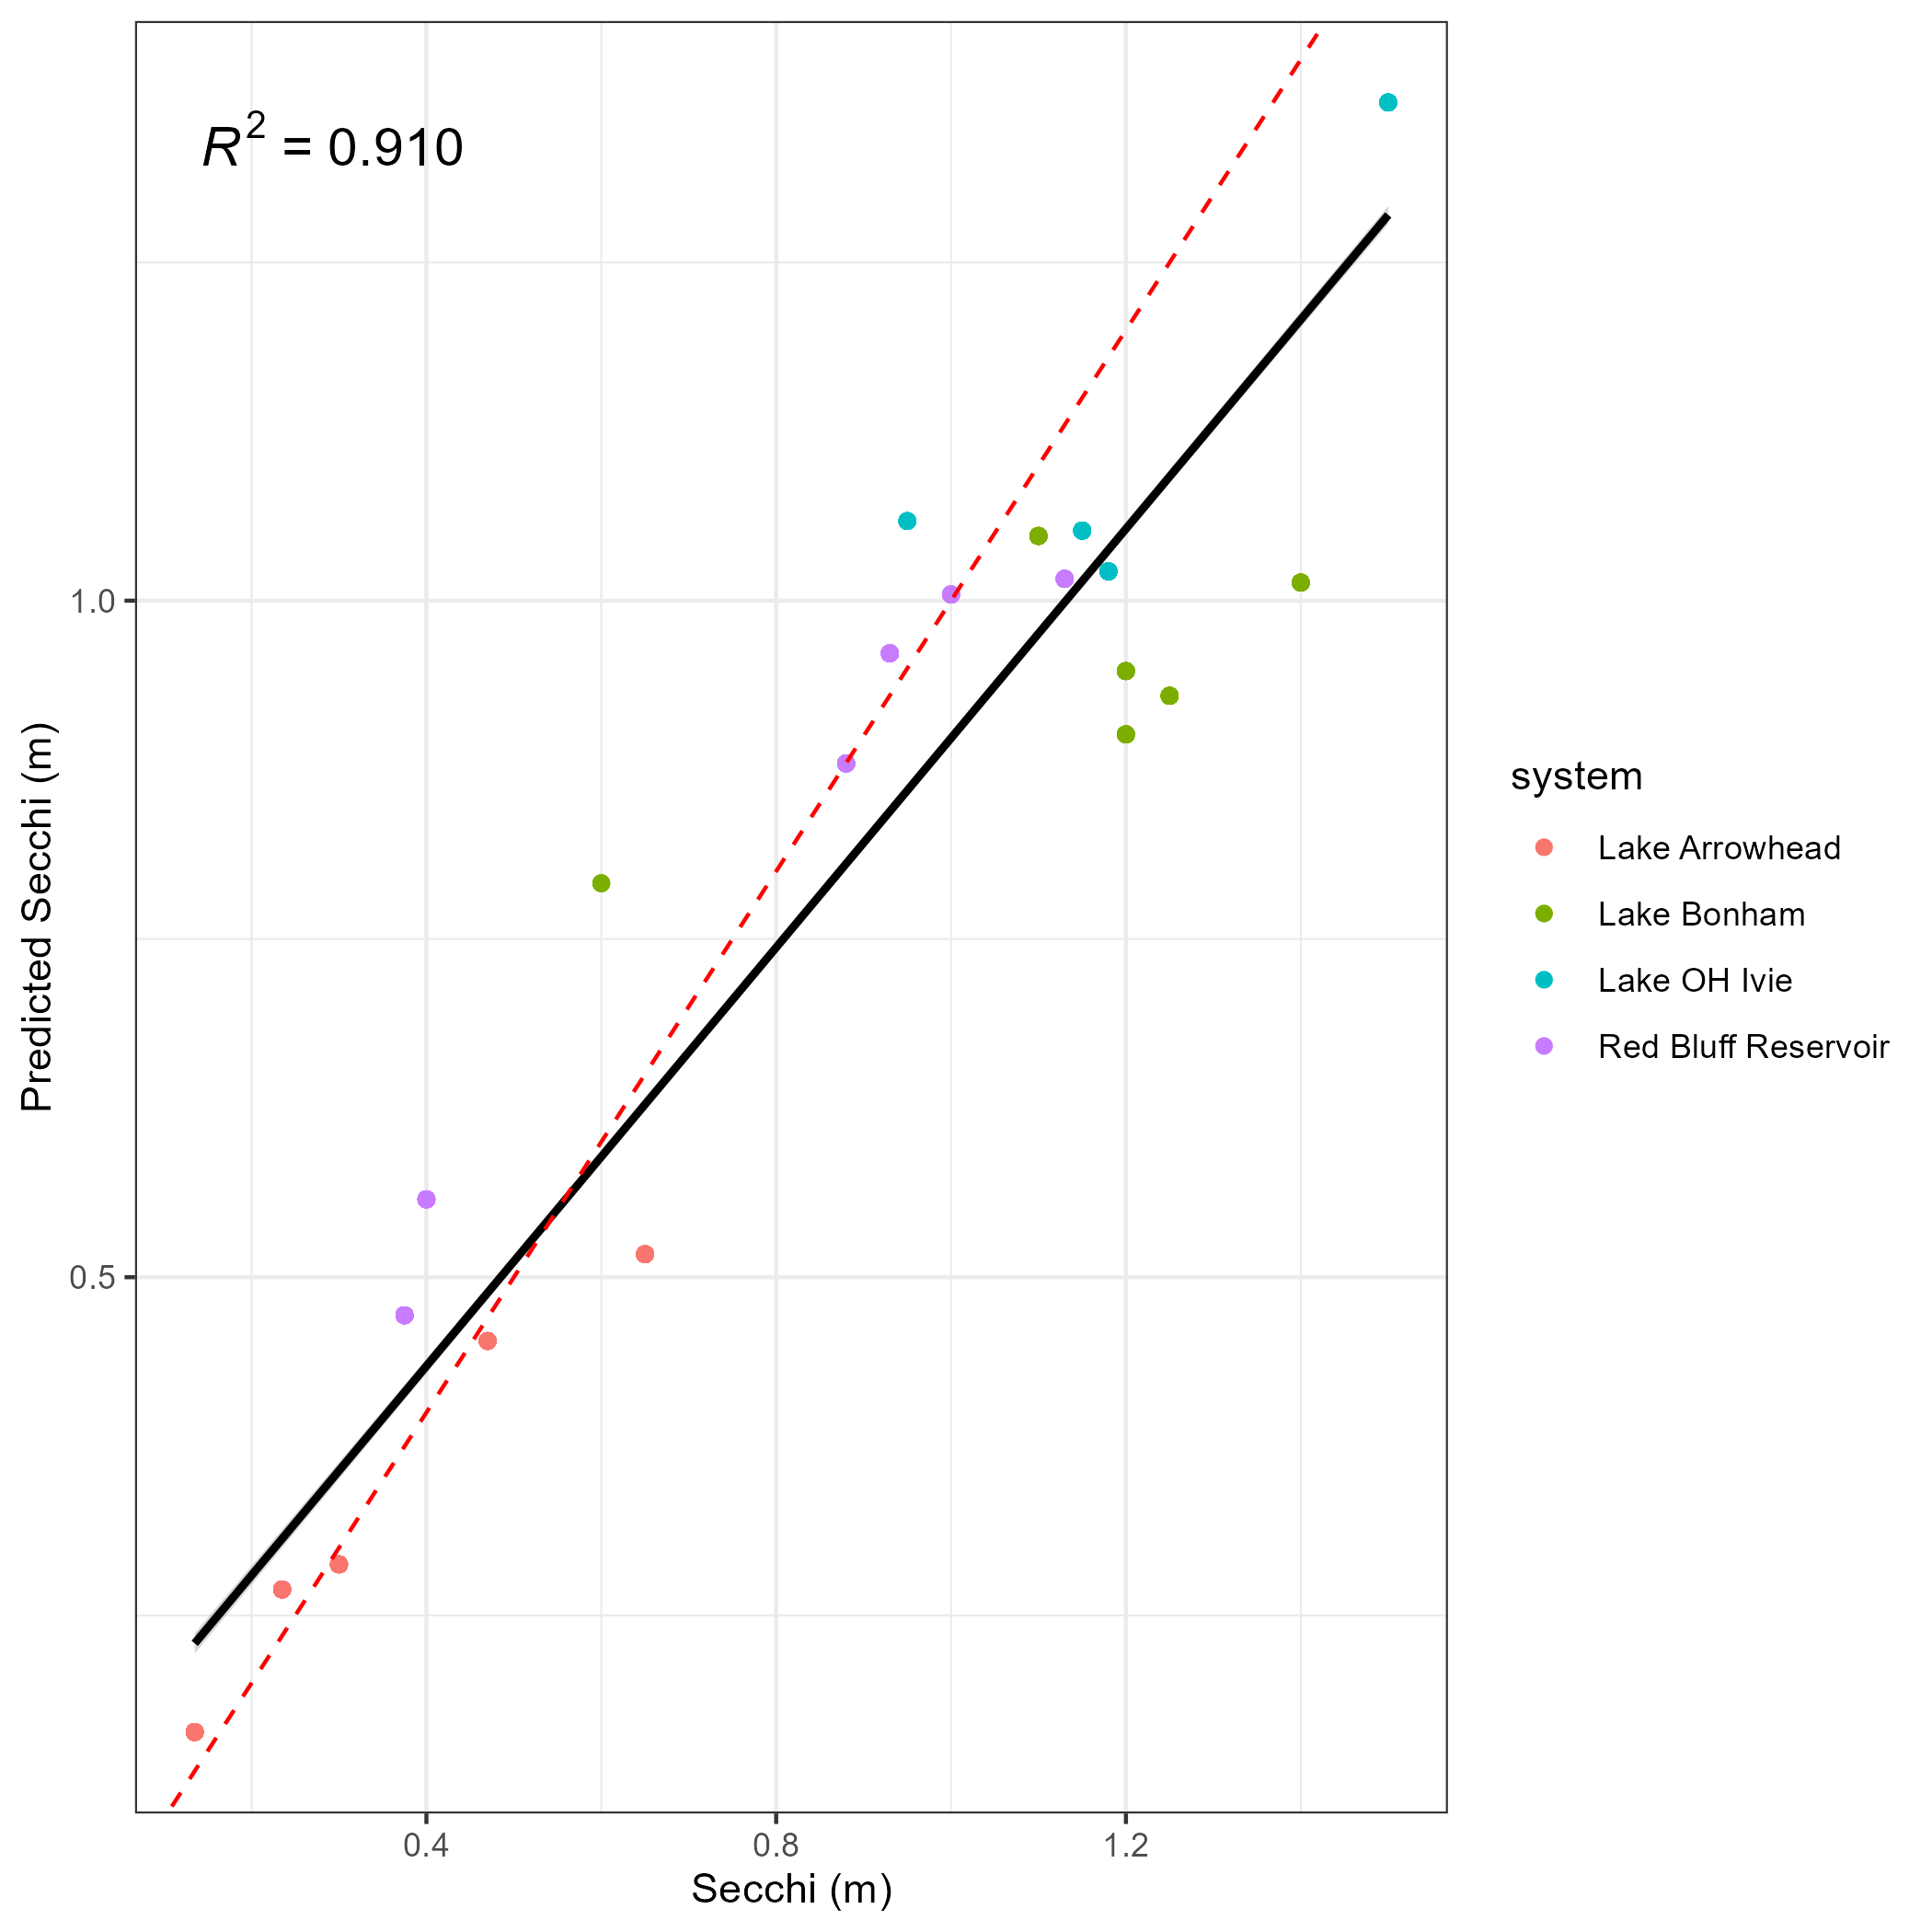 R² = 0.910
1.0
0.5
Predicted Secchi (m)
0.4 0.8 1.2
Secchi (m)
system
Lake Arrowhead
Lake Bonham
Lake OH Ivie
Red Bluff Reservoir